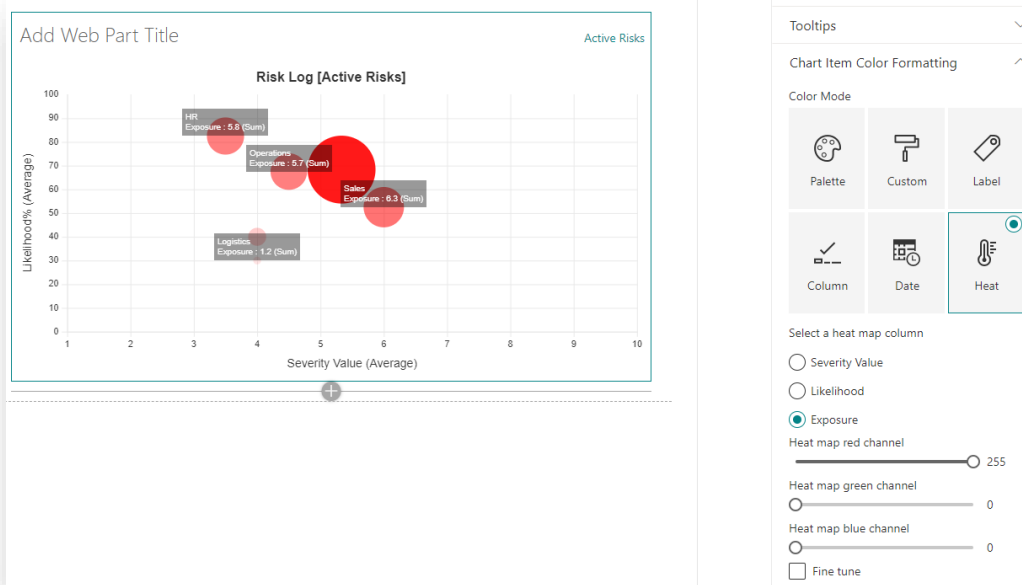 Add Web Part Title
Active Risks
Risk Log [Active Risks]
100
90
80
70
60
50
40
30
20
10
0
Likelihood% (Average)
HR
Exposure : 5.8 (Sum)
Operations
Exposure : 5.7 (Sum)
Sales
Exposure : 6.3 (Sum)
Logistics
Exposure : 1.2 (Sum)
1 2 3 4 5 6 7 8 9 10
Severity Value (Average)
Tooltips
Chart Item Color Formatting
Color Mode
Palette Custom Label
Column Date Heat
Select a heat map column
Severity Value
Likelihood
Exposure
Heat map red channel
255
Heat map green channel
0
Heat map blue channel
0
Fine tune